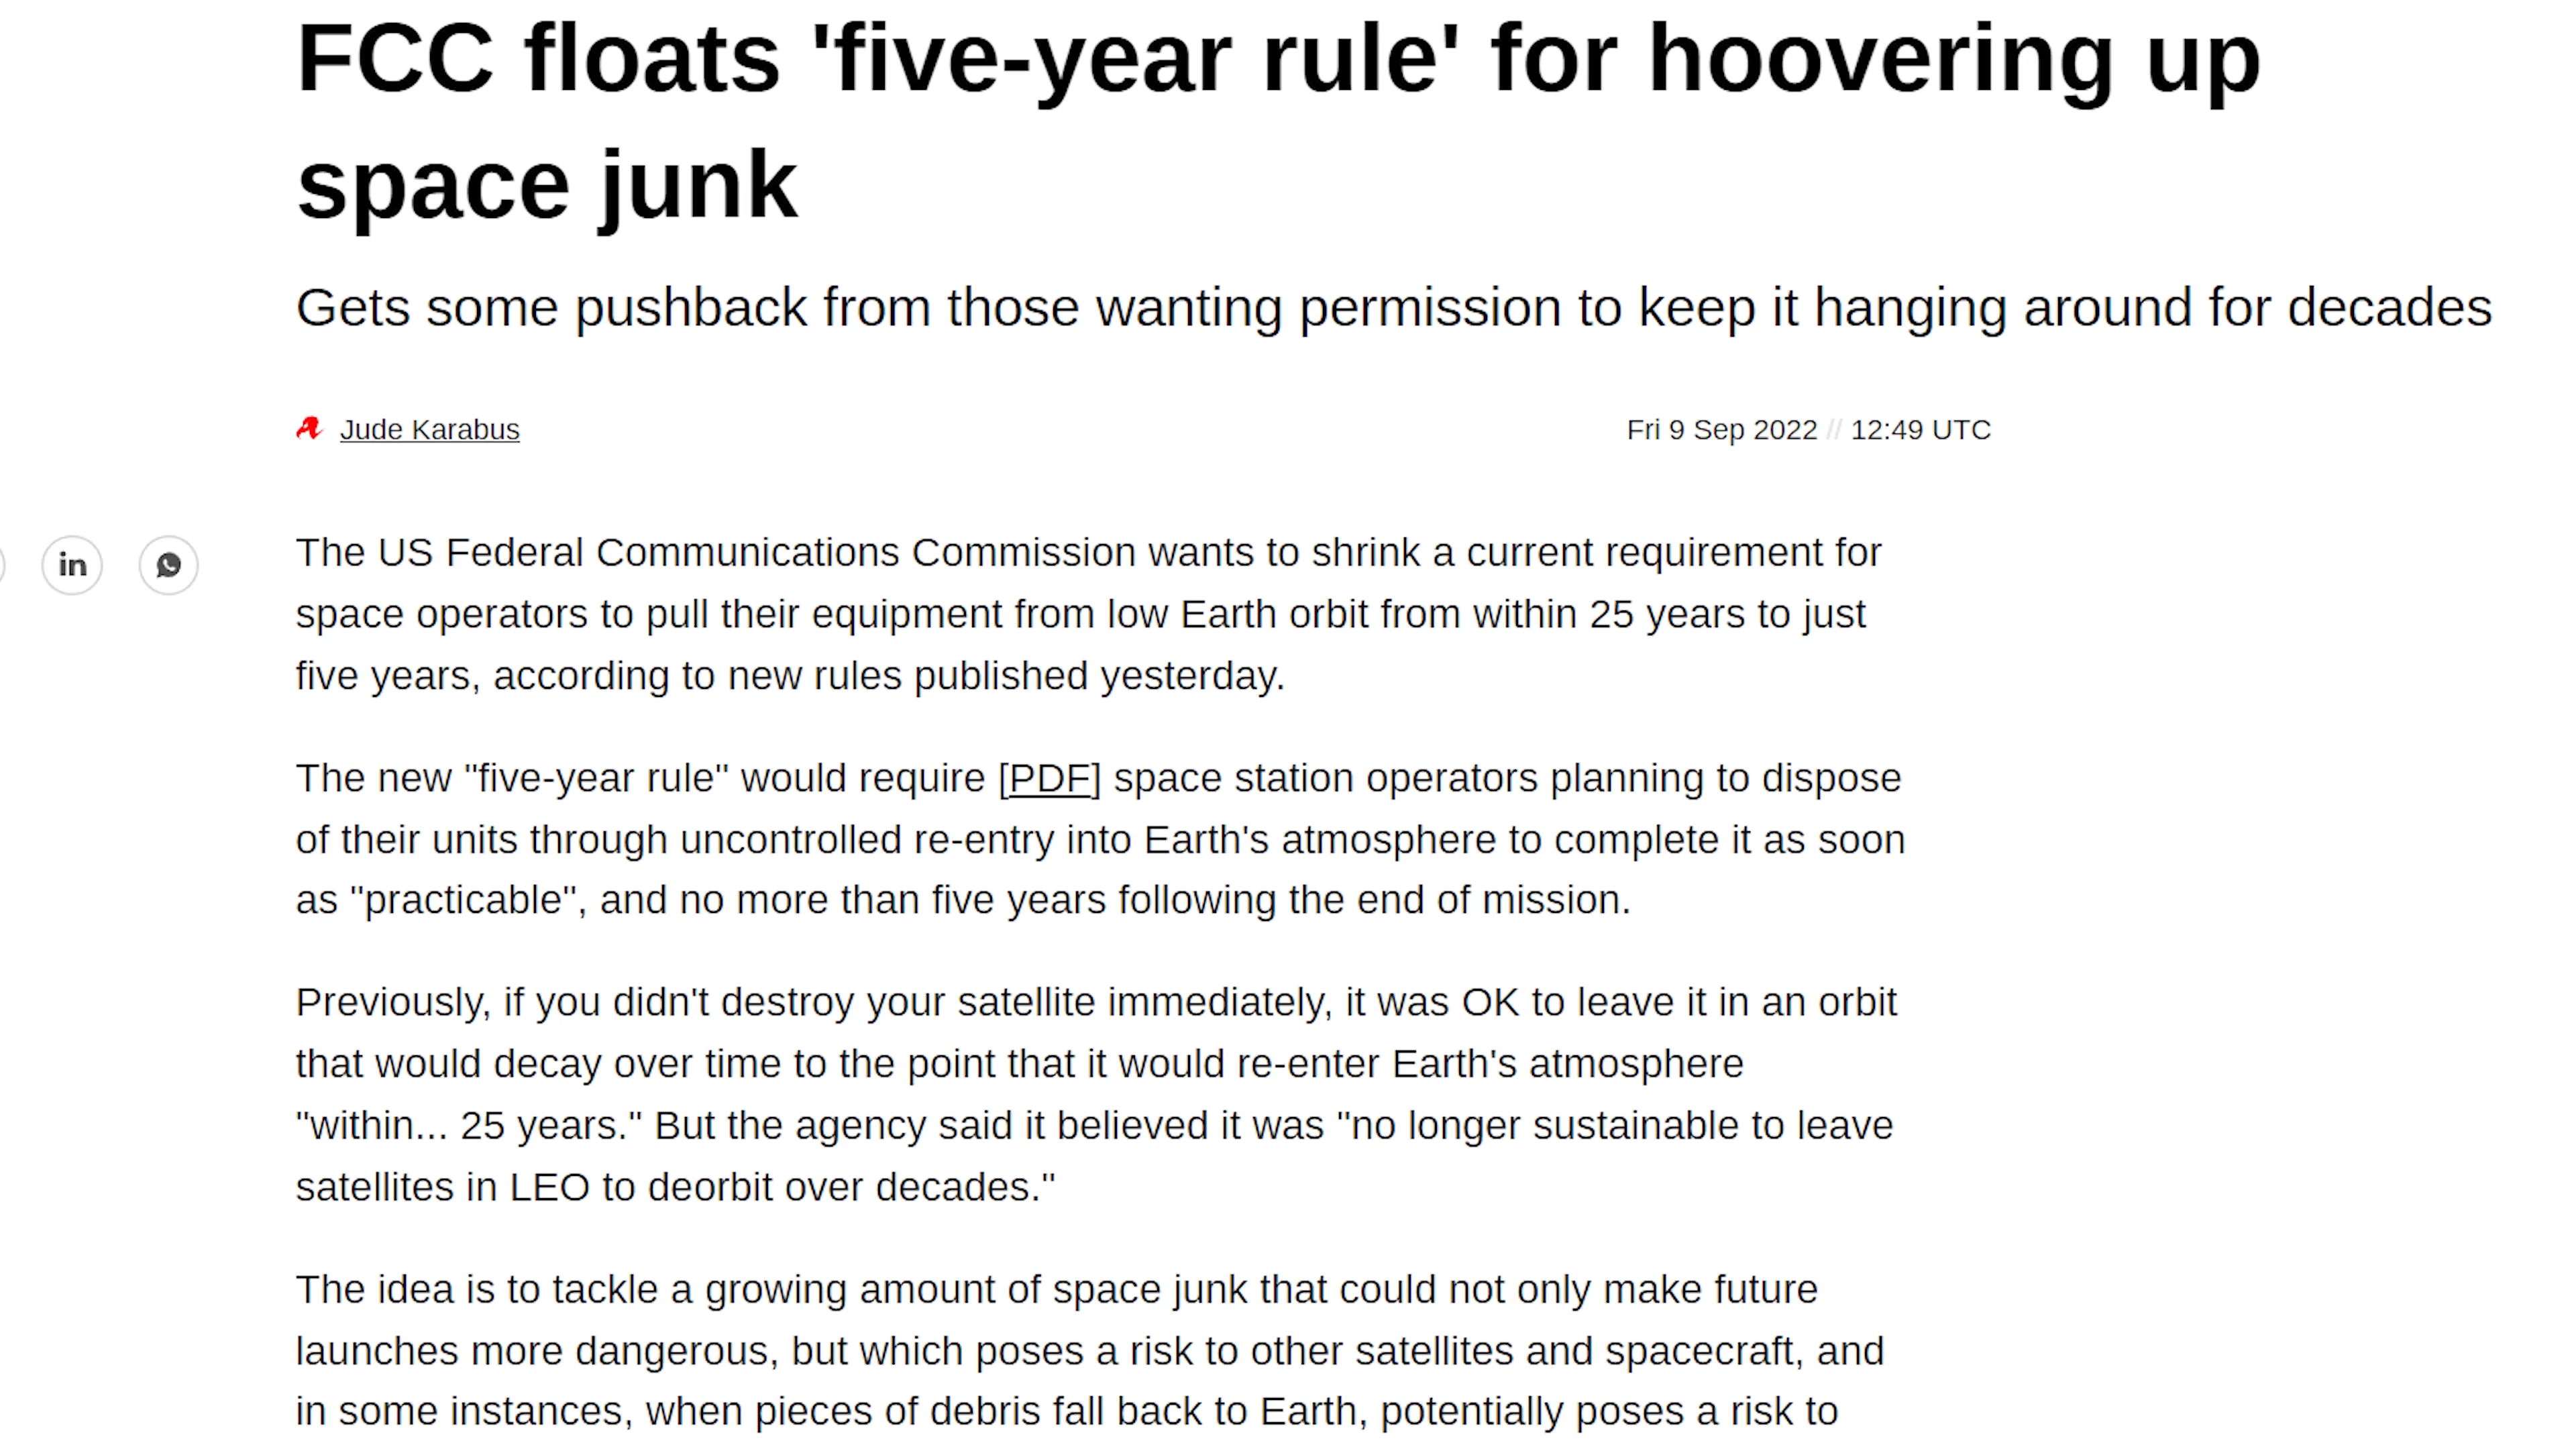 FCC floats 'five-year rule' for hoovering up
space junk
Gets some pushback from those wanting permission to keep it hanging around for decades
Jude Karabus
Fri 9 Sep 2022 // 12:49 UTC
in
The US Federal Communications Commission wants to shrink a current requirement for
space operators to pull their equipment from low Earth orbit from within 25 years to just
five years, according to new rules published yesterday.
The new "five-year rule" would require [PDF] space station operators planning to dispose
of their units through uncontrolled re-entry into Earth's atmosphere to complete it as soon
as "practicable", and no more than five years following the end of mission.
Previously, if you didn't destroy your satellite immediately, it was OK to leave it in an orbit
that would decay over time to the point that it would re-enter Earth's atmosphere
"within... 25 years." But the agency said it believed it was "no longer sustainable to leave
satellites in LEO to deorbit over decades."
The idea is to tackle a growing amount of space junk that could not only make future
launches more dangerous, but which poses a risk to other satellites and spacecraft, and
in some instances, when pieces of debris fall back to Earth, potentially poses a risk to